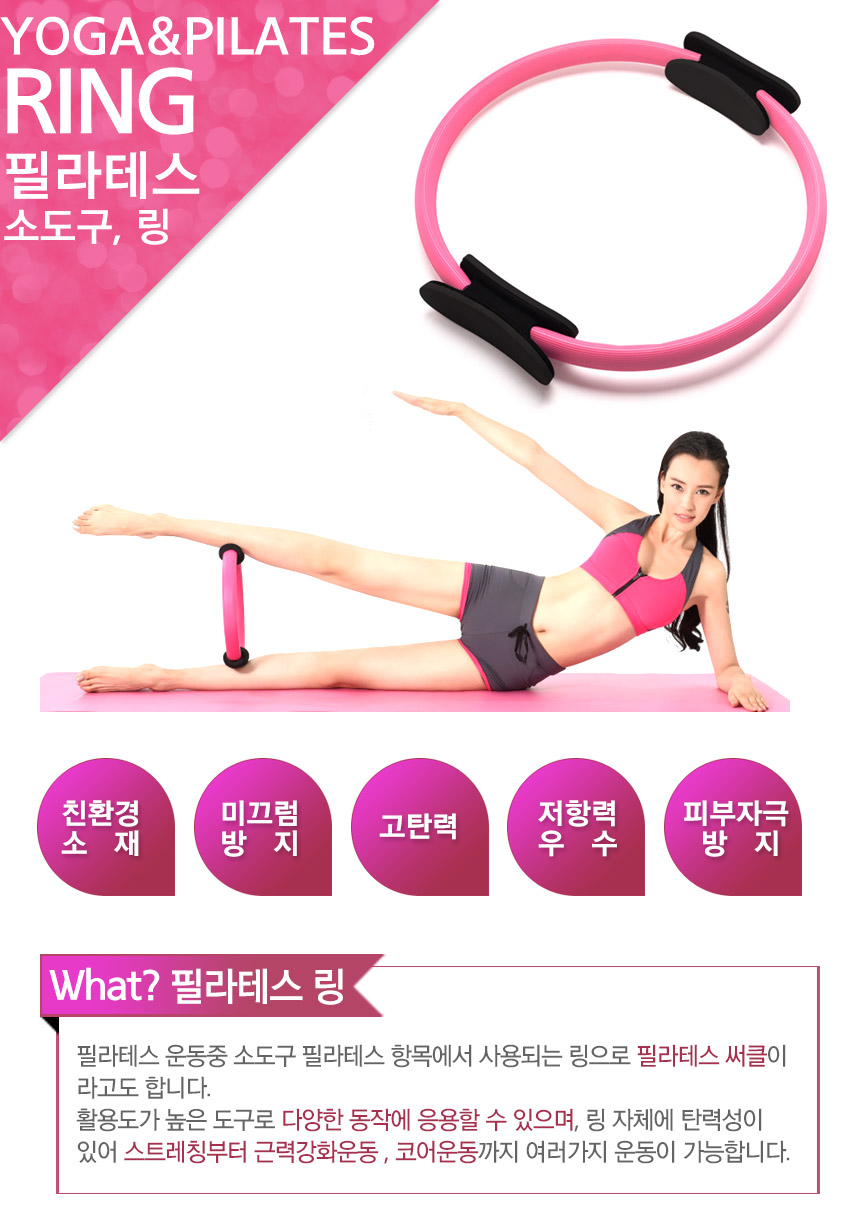 YOGA&PILATES
RING
필라테스
소도구, 링
친환경
소 재
미끄럼
방 지
고탄력
저항력
우 수
피부자극
방 지
What? 필라테스 링
필라테스 운동중 소도구 필라테스 항목에서 사용되는 링으로 필라테스 써클이
라고도 합니다.
활용도가 높은 도구로 다양한 동작에 응용할 수 있으며, 링 자체에 탄력성이
있어 스트레칭부터 근력강화운동 , 코어운동까지 여러가지 운동이 가능합니다.